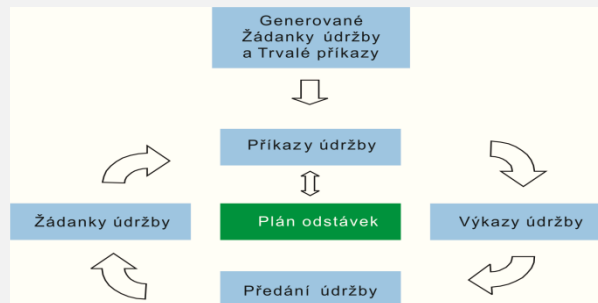 Generované
Žádanky údržby
a Trvalé příkazy
Příkazy údržby
Žádanky údržby
Plán odstávek
Výkazy údržby
Předání údržby